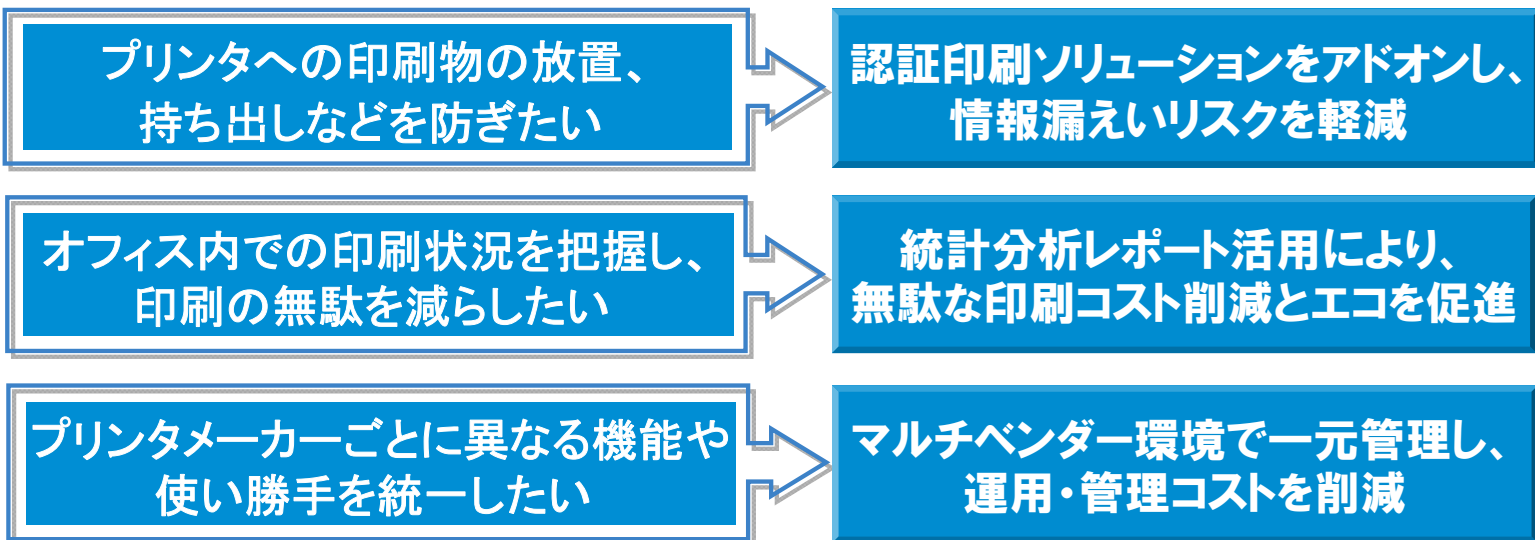 プリンタへの印刷物の放置、
持ち出しなどを防ぎたい
認証印刷ソリューションをアドオンし、
情報漏えいリスクを軽減
オフィス内での印刷状況を把握し、
印刷の無駄を減らしたい
統計分析レポート活用により、
無駄な印刷コスト削減とエコを促進
プリンタメーカーごとに異なる機能や
使い勝手を統一したい
マルチベンダー環境で一元管理し、
運用・管理コストを削減